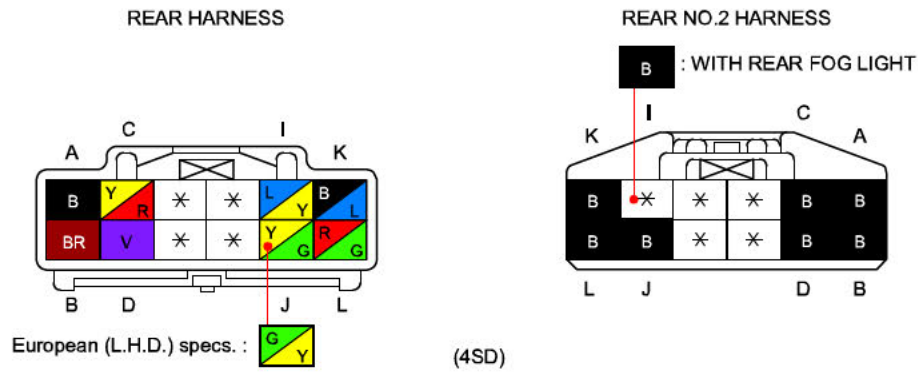 REAR HARNESS
REAR NO.2 HARNESS
B : WITH REAR FOG LIGHT
A C I K
B Y R * * L Y B L
BR V * * Y G R G
B D J L
European (L.H.D.) specs. : G Y
K I C A
B * * * B B
B B * * B B
L J D B
(4SD)